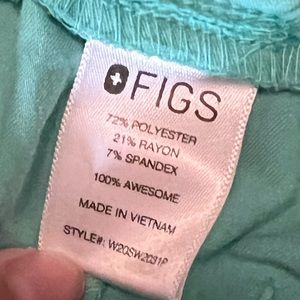 FIGS
72% POLYESTER
21% RAYON
7% SPANDEX
100% AWESOME
MADE IN VIETNAM
STYLE#: W20SW2031P